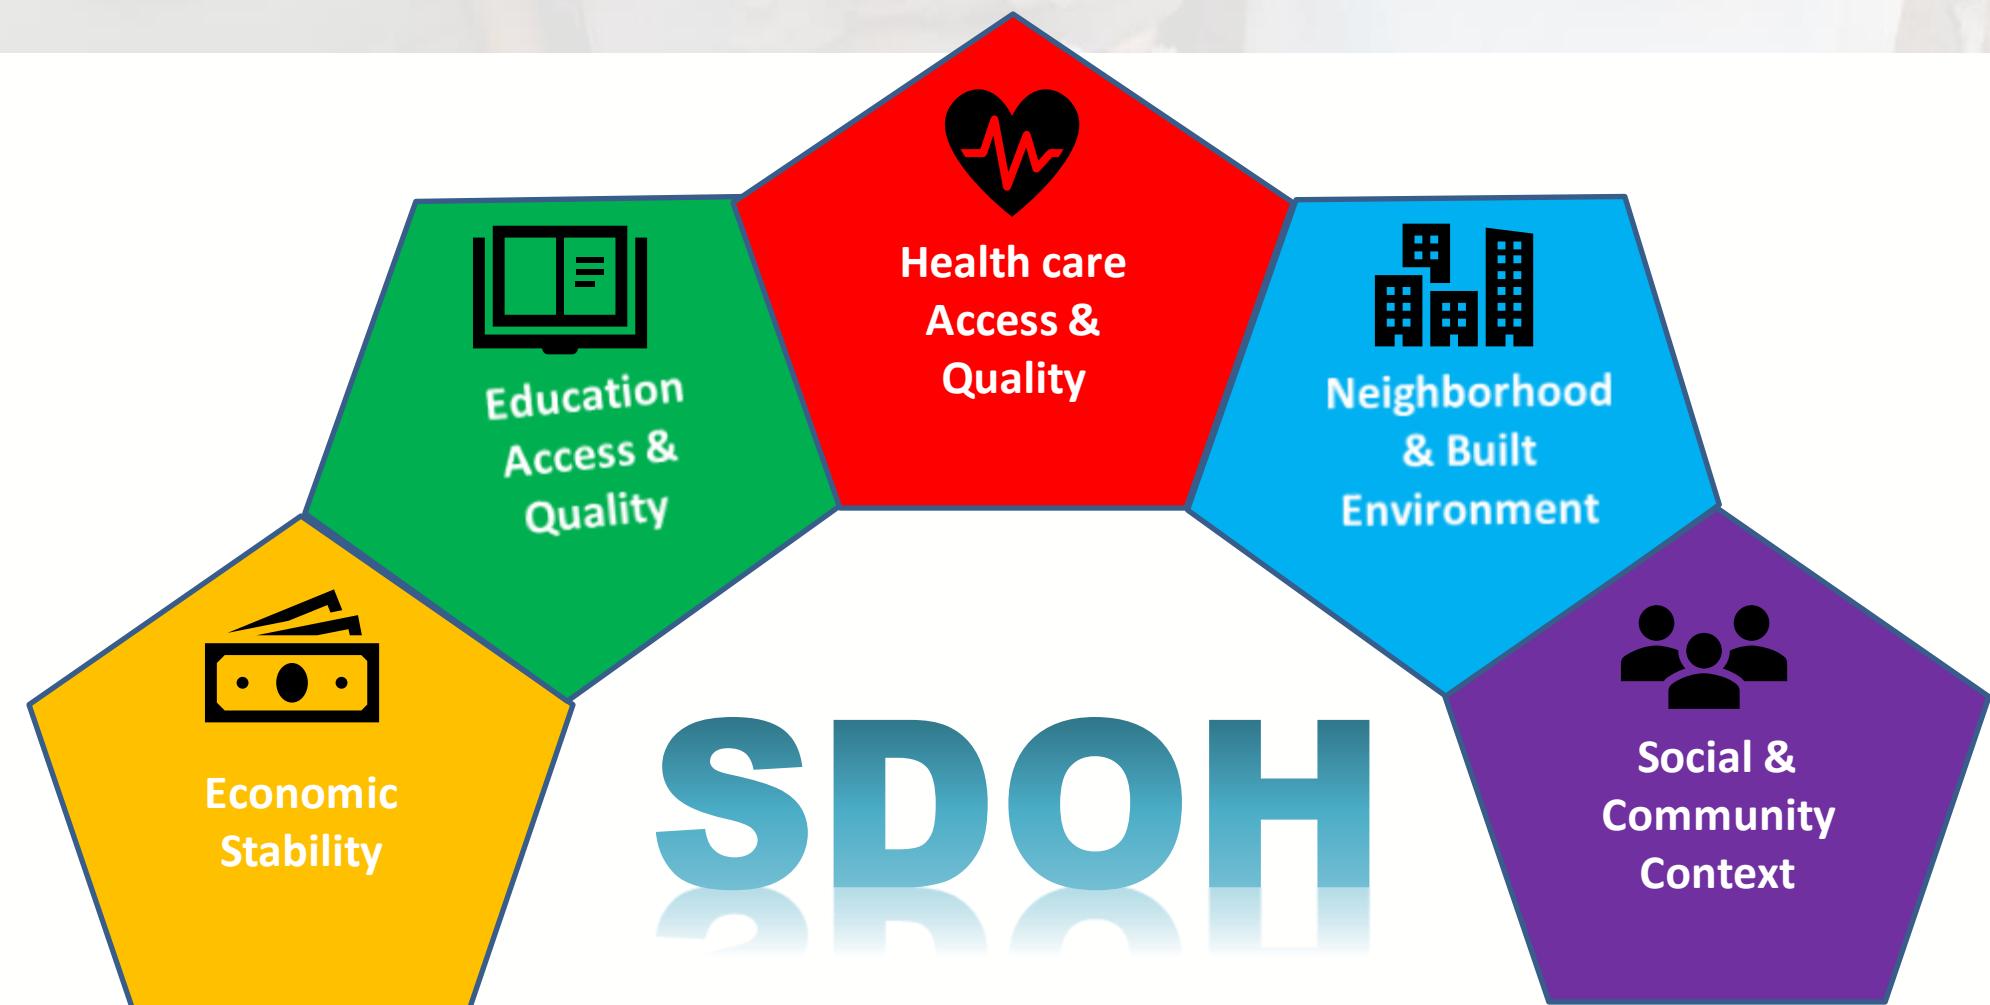 Health care
Access &
Quality
Education
Access &
Quality
Neighborhood
& Built
Environment
Economic
Stability
SDOH
Social &
Community
Context